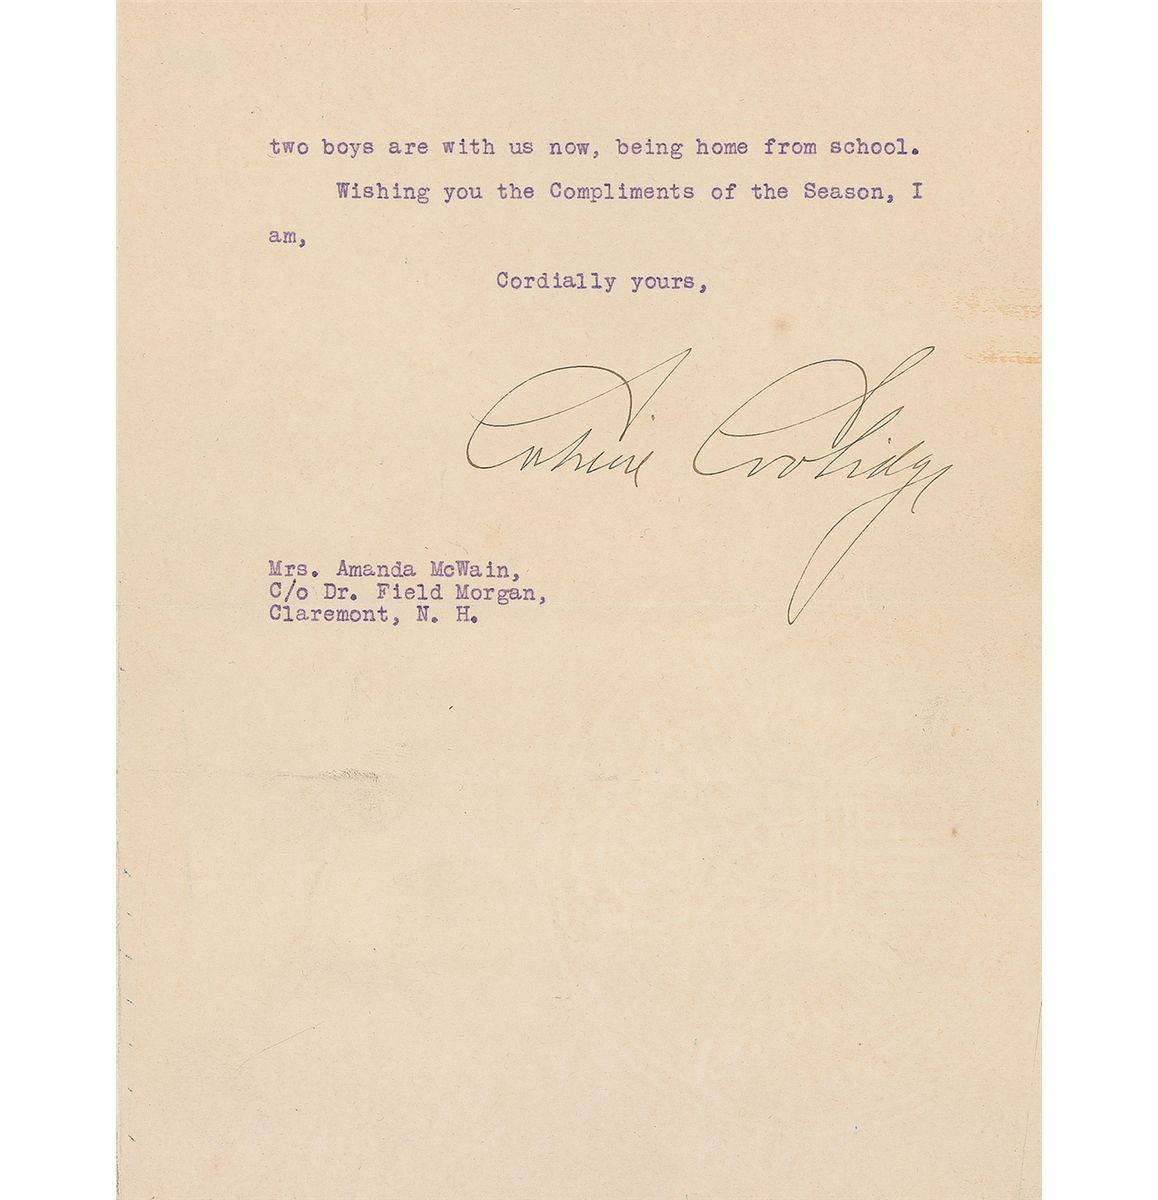 two boys are with us now, being home from school.
Wishing you the Compliments of the Season, I
am,
Cordially yours,
Calvin Coolidge
Mrs. Amanda McWain,
C/o Dr. Field Morgan,
Claremont, N. H.